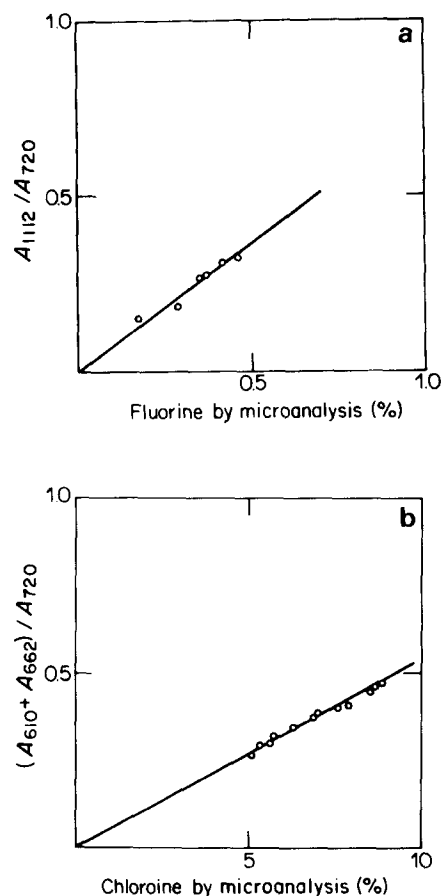 1.0
a
A1112 / A720
0.5
0.5
1.0
Fluorine by microanalysis (%)
1.0
b
(A610 + A662) / A720
0.5
5
10
Chloroine by microanalysis (%)